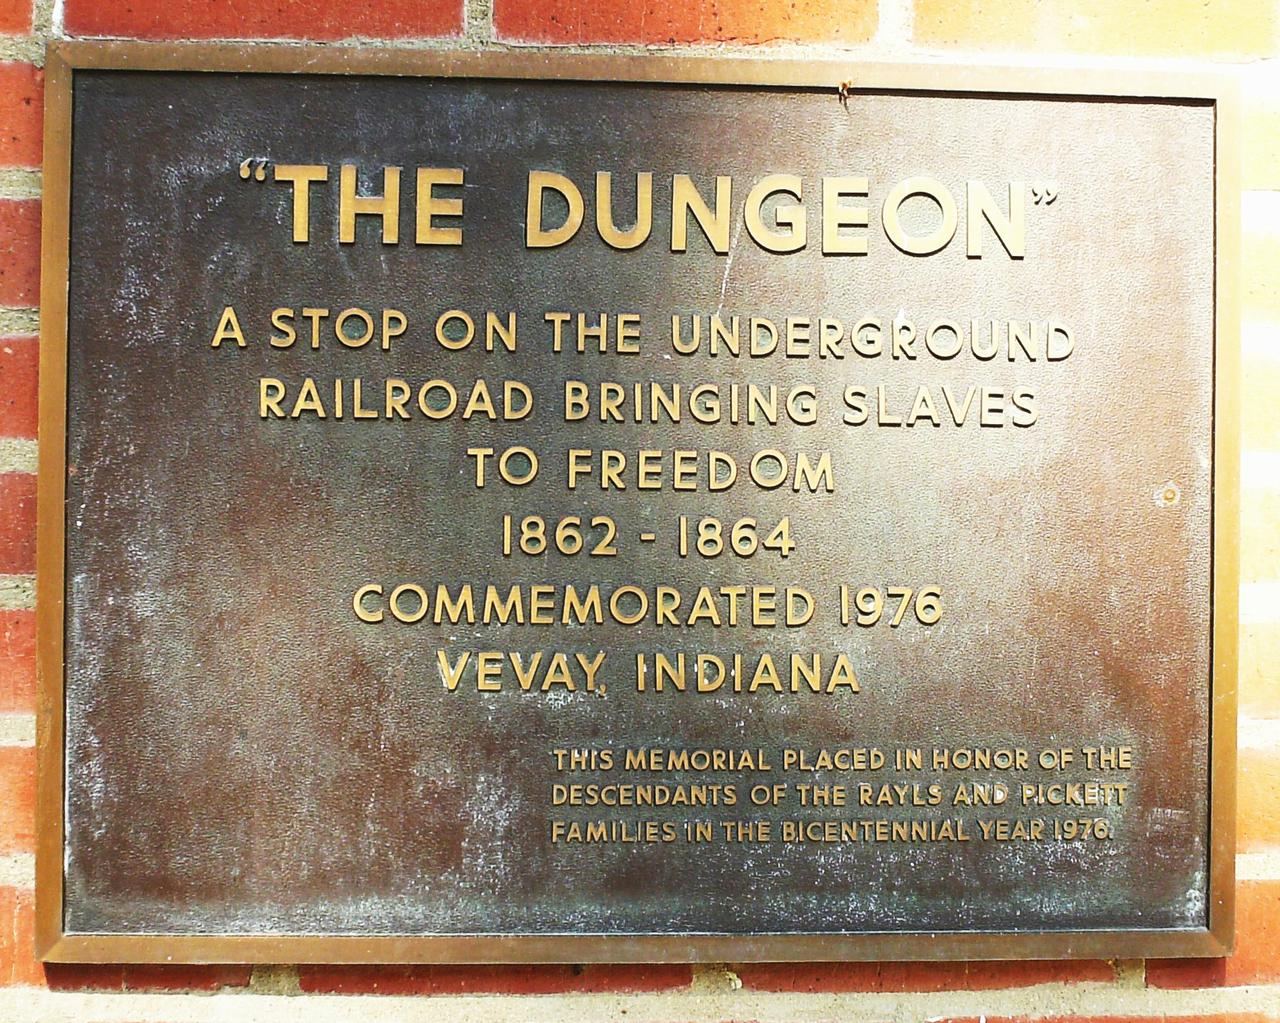 “THE DUNGEON”
A STOP ON THE UNDERGROUND
RAILROAD BRINGING SLAVES
TO FREEDOM
1862 - 1864
COMMEMORATED 1976
VEVAY, INDIANA
THIS MEMORIAL PLACED IN HONOR OF THE
DESCENDANTS OF THE RAYLS AND PICKETT
FAMILIES IN THE BICENTENNIAL YEAR 1976.